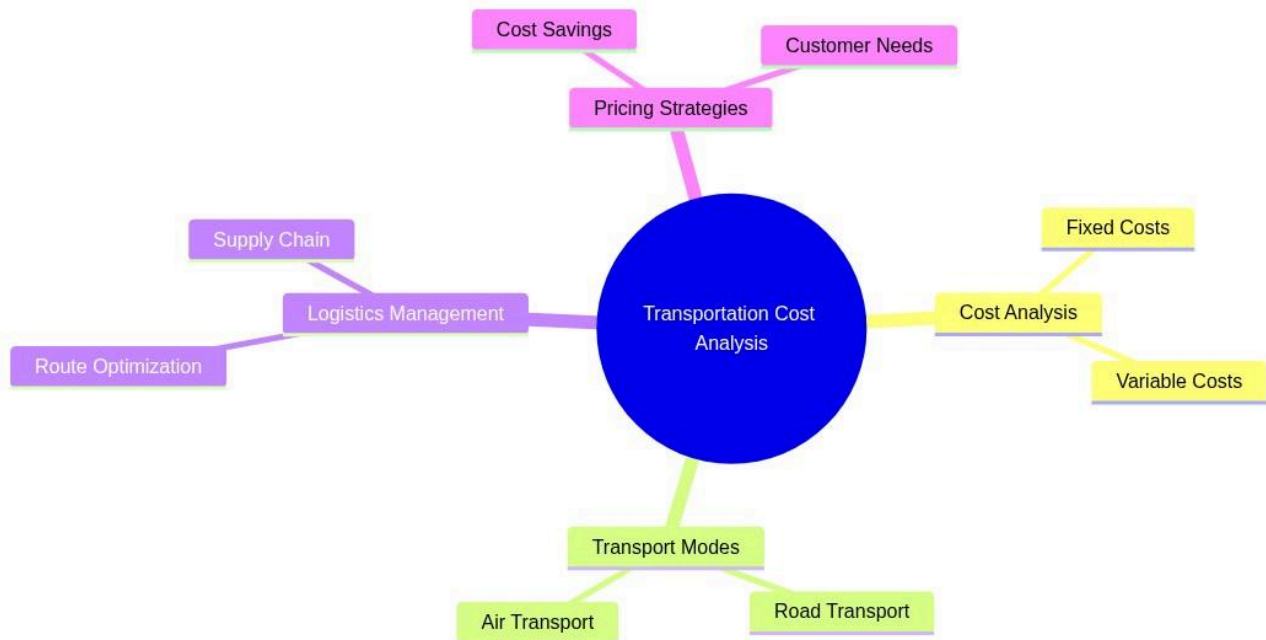 Cost Savings
Customer Needs
Pricing Strategies
Supply Chain
Logistics Management
Route Optimization
Transportation Cost
Analysis
Fixed Costs
Cost Analysis
Variable Costs
Transport Modes
Air Transport
Road Transport